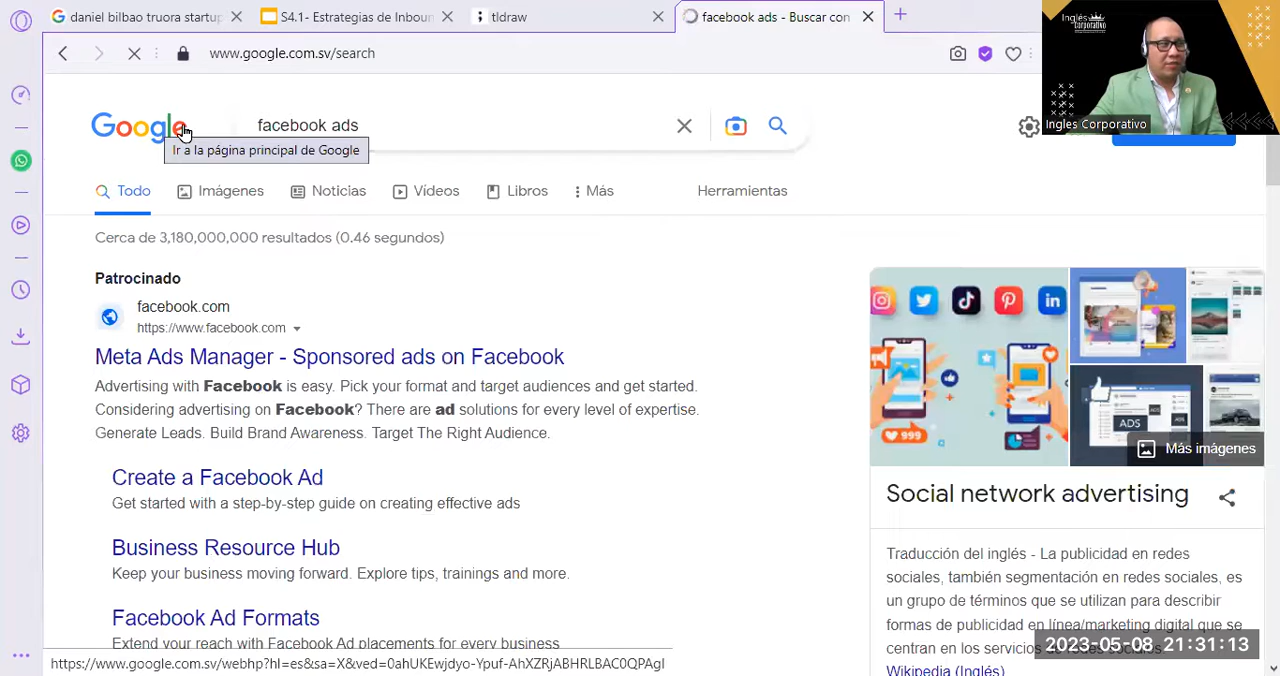 daniel bilbao truora startup
S4.1- Estrategias de Inboun
tldraw
facebook ads - Buscar con
www.google.com.sv/search
Inglés
Corporativo
Ingles Corporativo
Google
facebook ads
Ir a la página principal de Google
Todo
Imágenes
Noticias
Vídeos
Libros
Más
Herramientas
Cerca de 3,180,000,000 resultados (0.46 segundos)
Patrocinado
facebook.com
https://www.facebook.com
Meta Ads Manager - Sponsored ads on Facebook
Advertising with Facebook is easy. Pick your format and target audiences and get started.
Considering advertising on Facebook? There are ad solutions for every level of expertise.
Generate Leads. Build Brand Awareness. Target The Right Audience.
Create a Facebook Ad
Get started with a step-by-step guide on creating effective ads
Business Resource Hub
Keep your business moving forward. Explore tips, trainings and more.
Facebook Ad Formats
Extend your reach with Facebook Ad placements for every business
https://www.google.com.sv/webhp?hl=es&sa=X&ved=0ahUKEwjdyo-Ypuf-AhXZRjABHRLBAC0QPAgI
999
ADS
ADS
Más imágenes
Social network advertising
Traducción del inglés - La publicidad en redes
sociales, también segmentación en redes sociales, es
un grupo de términos que se utilizan para describir
formas de publicidad en línea/marketing digital que se
centran en los servicios de redes sociales.
Wikipedia (Inglés)
2023-05-08 21:31:13